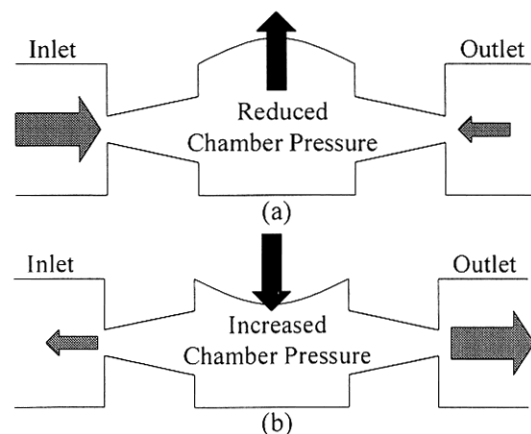 Inlet
Outlet
Reduced
Chamber Pressure
(a)
Inlet
Outlet
Increased
Chamber Pressure
(b)